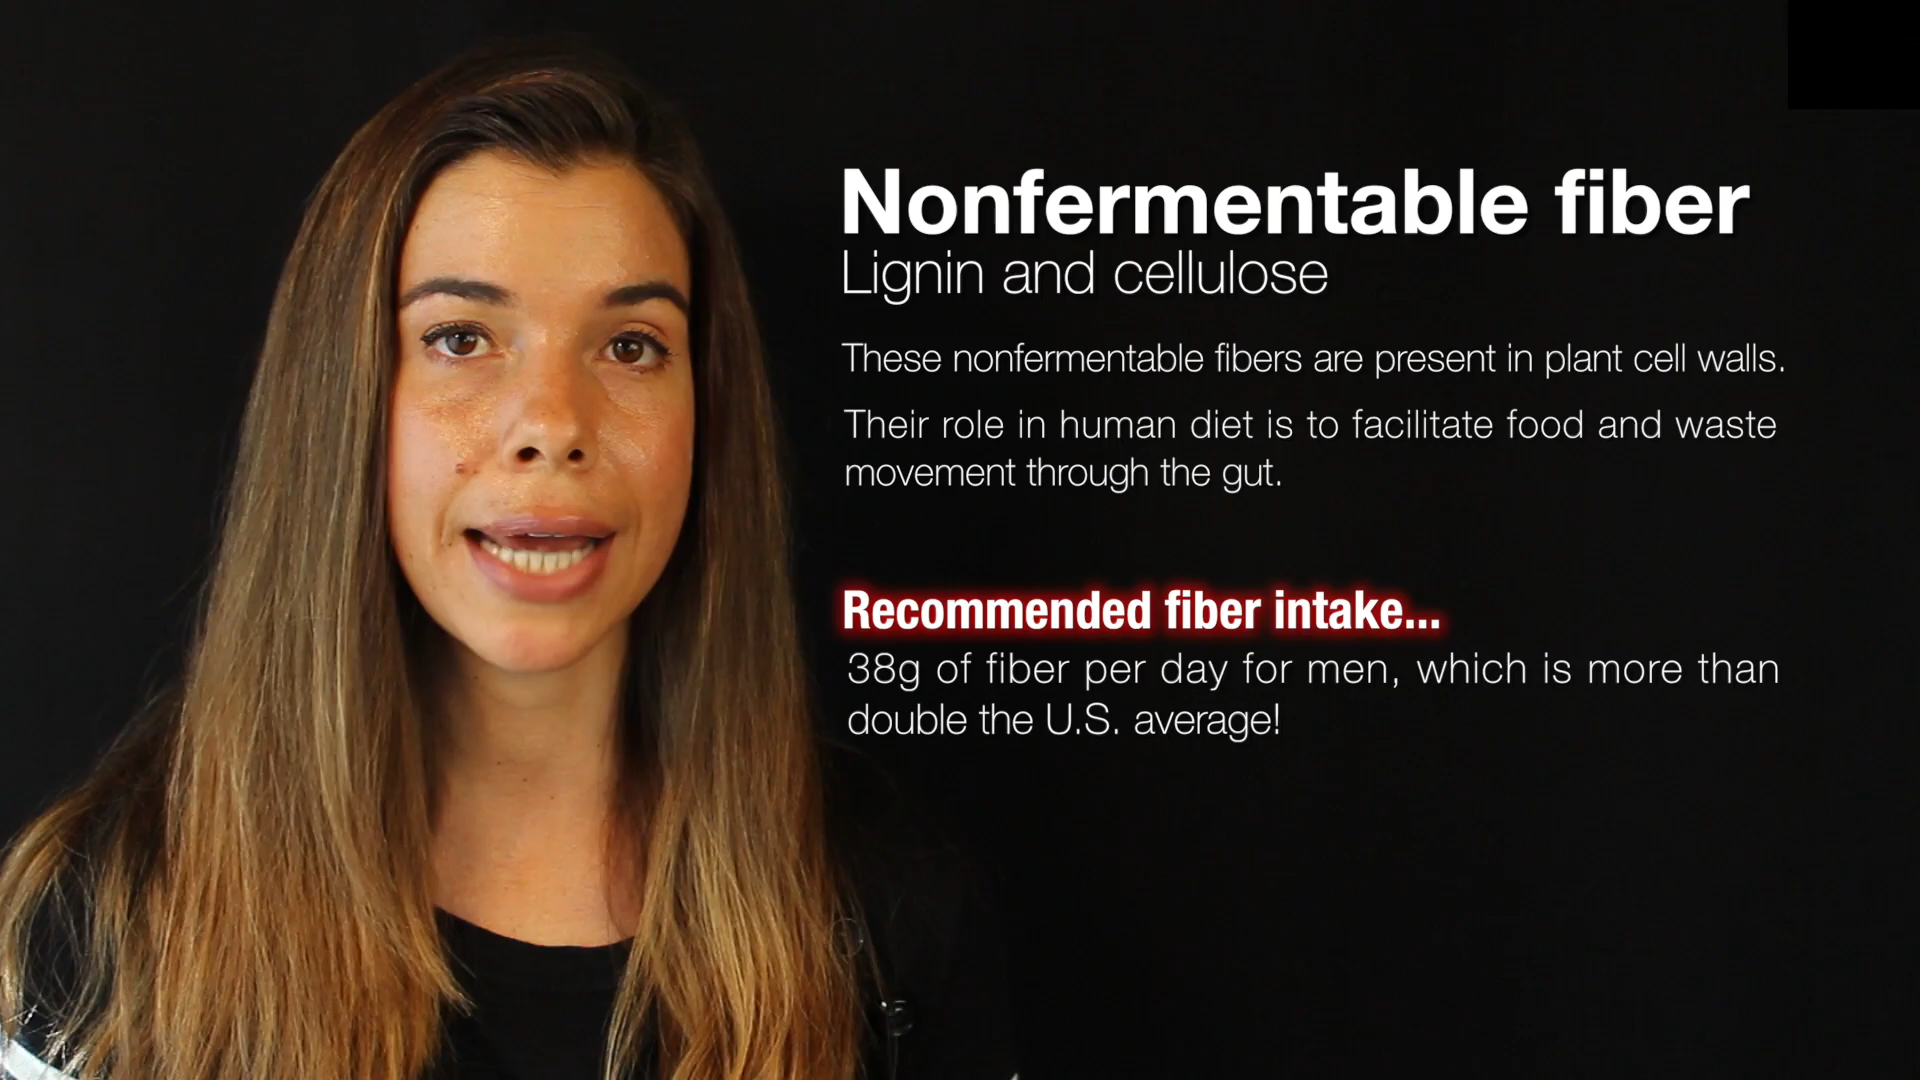 Nonfermentable fiber
Lignin and cellulose
These nonfermentable fibers are present in plant cell walls.
Their role in human diet is to facilitate food and waste
movement through the gut.
Recommended fiber intake...
38g of fiber per day for men, which is more than
double the U.S. average!